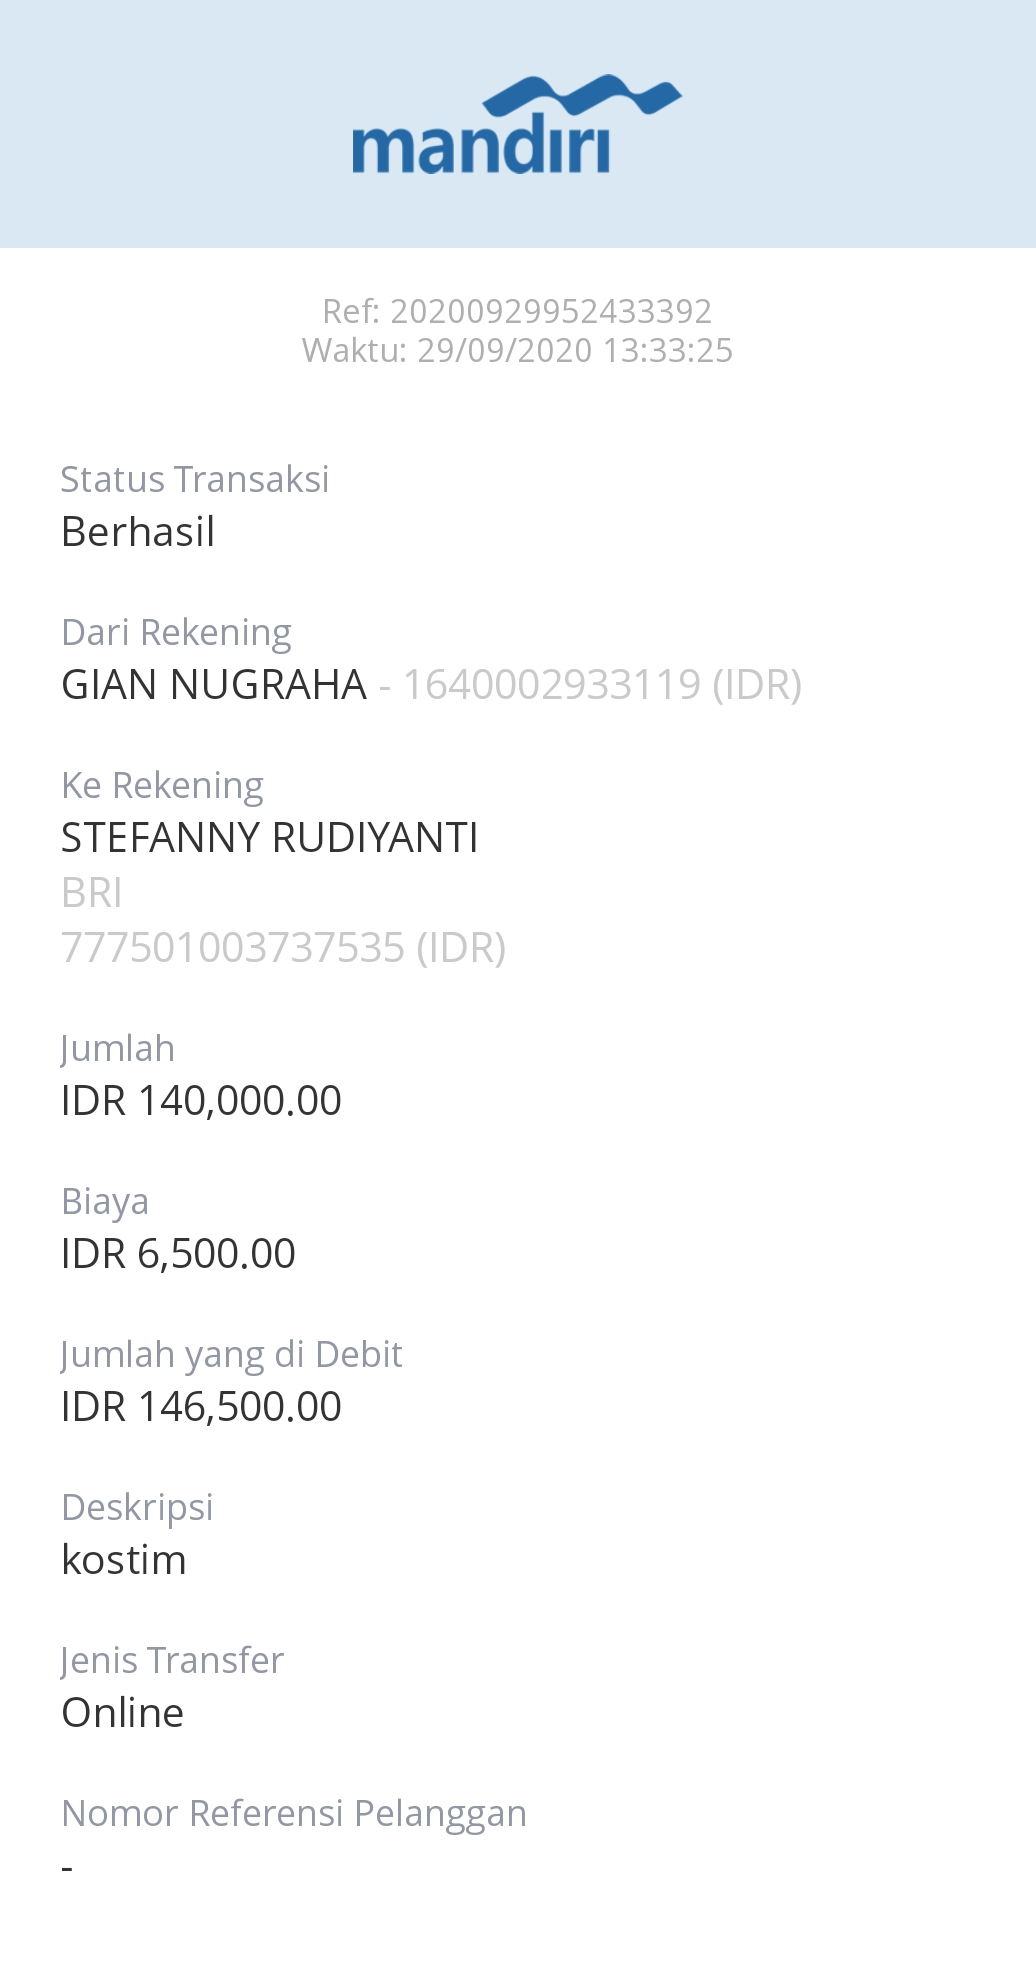 mandiri
Ref: 20200929952433392
Waktu: 29/09/2020 13:33:25
Status Transaksi
Berhasil
Dari Rekening
GIAN NUGRAHA - 1640002933119 (IDR)
Ke Rekening
STEFANNY RUDIYANTI
BRI
777501003737535 (IDR)
Jumlah
IDR 140,000.00
Biaya
IDR 6,500.00
Jumlah yang di Debit
IDR 146,500.00
Deskripsi
kostim
Jenis Transfer
Online
Nomor Referensi Pelanggan
-